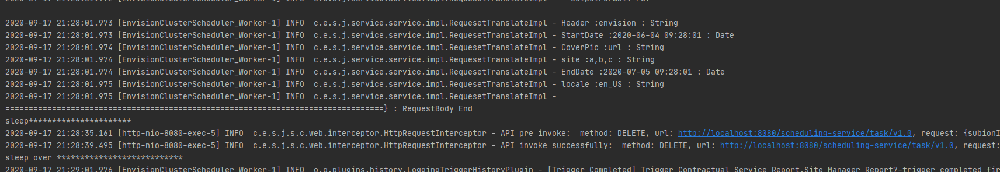 2020-09-17 21:28:01.973 [EnvisionClusterScheduler_Worker-1] INFO  c.e.s.j.service.service.impl.RequesetTranslateImpl - Header :envision : String
2020-09-17 21:28:01.973 [EnvisionClusterScheduler_Worker-1] INFO  c.e.s.j.service.service.impl.RequesetTranslateImpl - StartDate :2020-06-04 09:28:01 : Date
2020-09-17 21:28:01.974 [EnvisionClusterScheduler_Worker-1] INFO  c.e.s.j.service.service.impl.RequesetTranslateImpl - CoverPic :url : String
2020-09-17 21:28:01.974 [EnvisionClusterScheduler_Worker-1] INFO  c.e.s.j.service.service.impl.RequesetTranslateImpl - site :a,b,c : String
2020-09-17 21:28:01.974 [EnvisionClusterScheduler_Worker-1] INFO  c.e.s.j.service.service.impl.RequesetTranslateImpl - EndDate :2020-07-05 09:28:01 : Date
2020-09-17 21:28:01.975 [EnvisionClusterScheduler_Worker-1] INFO  c.e.s.j.service.service.impl.RequesetTranslateImpl - locale :en_US : String
2020-09-17 21:28:01.975 [EnvisionClusterScheduler_Worker-1] INFO  c.e.s.j.service.service.impl.RequesetTranslateImpl -
=================================================================================} : RequestBody End
sleep**********************
2020-09-17 21:28:35.161 [http-nio-8080-exec-5] INFO  c.e.s.j.s.c.web.interceptor.HttpRequestInterceptor - API pre invoke:  method: DELETE, url: http://localhost:8080/scheduling-service/task/v1.0, request: {subionI
2020-09-17 21:28:39.495 [http-nio-8080-exec-5] INFO  c.e.s.j.s.c.web.interceptor.HttpRequestInterceptor - API invoke successfully:  method: DELETE, url: http://localhost:8080/scheduling-service/task/v1.0, request:
sleep over ***************************
2020-09-17 21:29:01.976 [EnvisionClusterScheduler_Worker-1] INFO  o.q.plugins.history.LoggingTriggerHistoryPlugin - [Trigger Completed] Trigger Contractual Service Report.Site Manager Report7-trigger completed fir